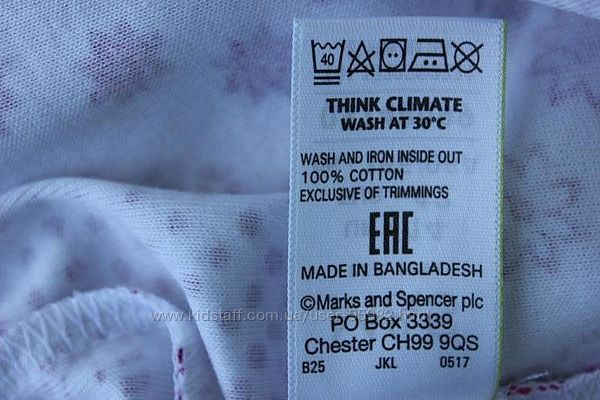 40
THINK CLIMATE
WASH AT 30°C
WASH AND IRON INSIDE OUT
100% COTTON
EXCLUSIVE OF TRIMMINGS
EAC
MADE IN BANGLADESH
©Marks and Spencer plc
PO Box 3339
Chester CH99 9QS
B25 JKL 0517